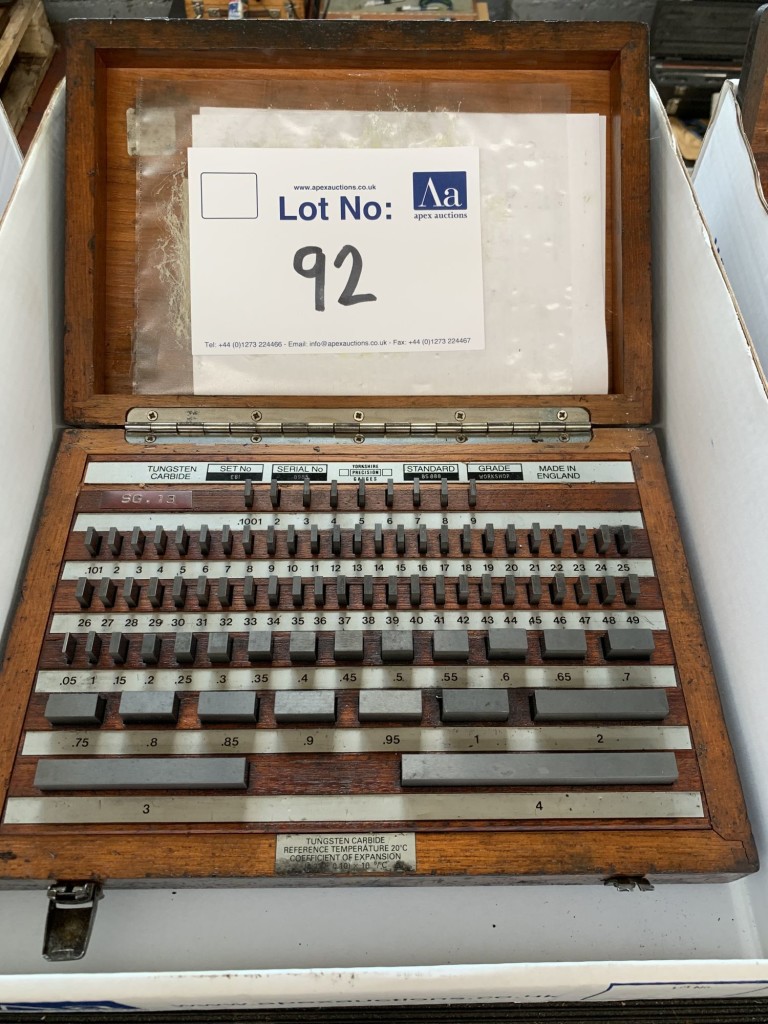 www.apexauctions.co.uk
Lot No:
Aa
apex auctions
92
Tel: +44 (0)1273 224466 - Email: info@apexauctions.co.uk - Fax: +44 (0)1273 224467
TUNGSTEN CARBIDE
SET No
SERIAL No
YORKSHIRE PRECISION GAUGES
STANDARD
BS 888
GRADE
WORKSHOP
MADE IN ENGLAND
SG.13
.1001 2 3 4 5 6 7 8 9
.101 2 3 4 5 6 7 8 9 10 11 12 13 14 15 16 17 18 19 20 21 22 23 24 25
26 27 28 29 30 31 32 33 34 35 36 37 38 39 40 41 42 43 44 45 46 47 48 49
.05 .1 .15 .2 .25 .3 .35 .4 .45 .5 .55 .6 .65 .7
.75 .8 .85 .9 .95 1 2
3 4
TUNGSTEN CARBIDE
REFERENCE TEMPERATURE 20°C
COEFFICIENT OF EXPANSION
www.apexauctions.co.uk